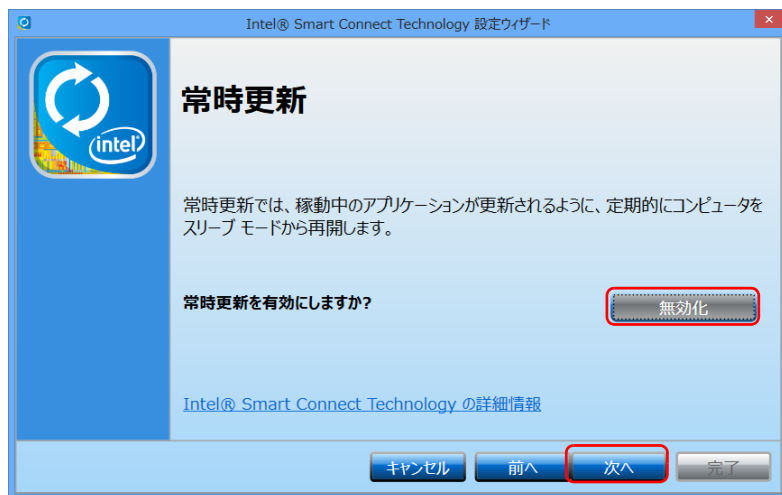 Intel® Smart Connect Technology 設定ウィザード
常時更新
intel®
常時更新では、稼動中のアプリケーションが更新されるように、定期的にコンピュータを
スリープ モードから再開します。
常時更新を有効にしますか?
無効化
Intel® Smart Connect Technology の詳細情報
キャンセル
前へ
次へ
完了